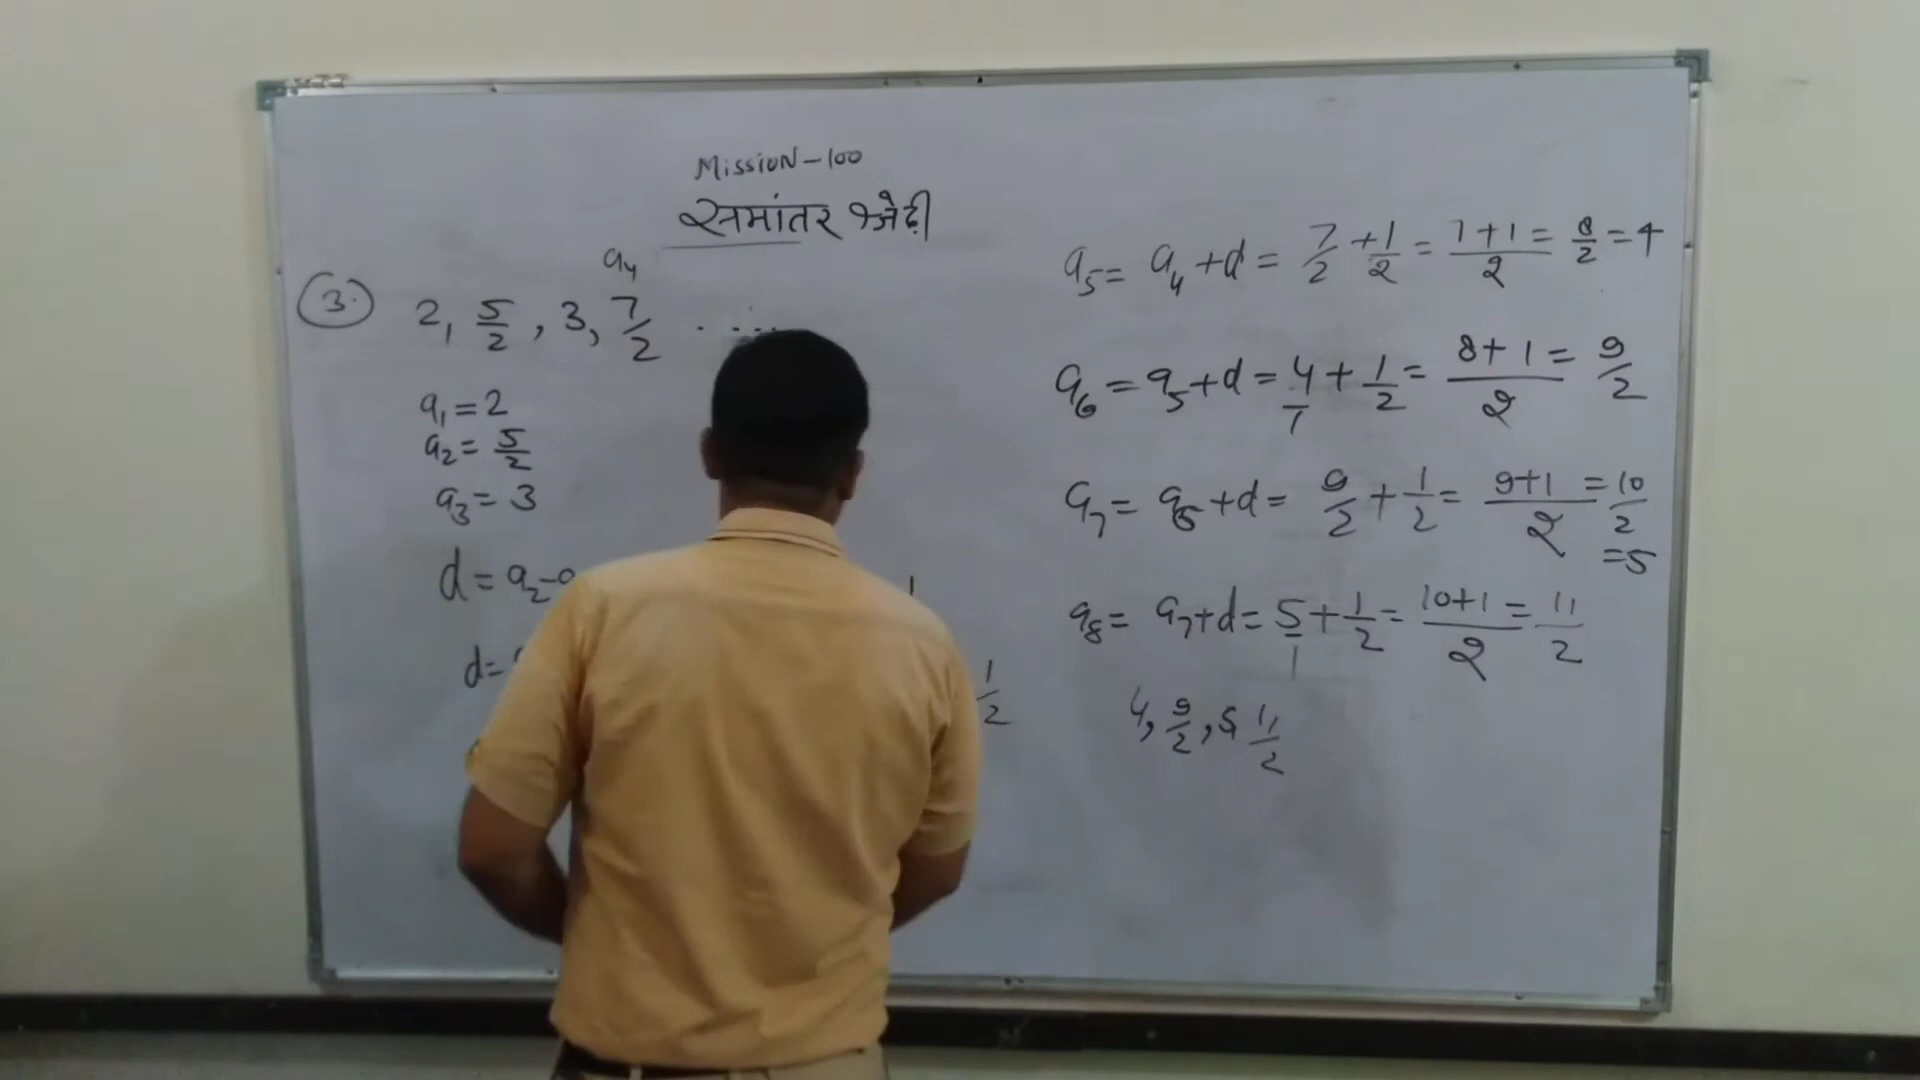 Mission-100
समांतर श्रेढ़ी
a₄
3. 2, 5/2, 3, 7/2 ......
a₁ = 2
a₂ = 5/2
a₃ = 3
d = a₂-
d =
1/2
a₅ = a₄ + d = 7/2 + 1/2 = 7+1/2 = 8/2 = 4
a₆ = a₅ + d = 4/1 + 1/2 = 8+1/2 = 9/2
a₇ = a₆ + d = 9/2 + 1/2 = 9+1/2 = 10/2
= 5
a₈ = a₇ + d = 5/1 + 1/2 = 10+1/2 = 11/2
4, 9/2, 5, 11/2